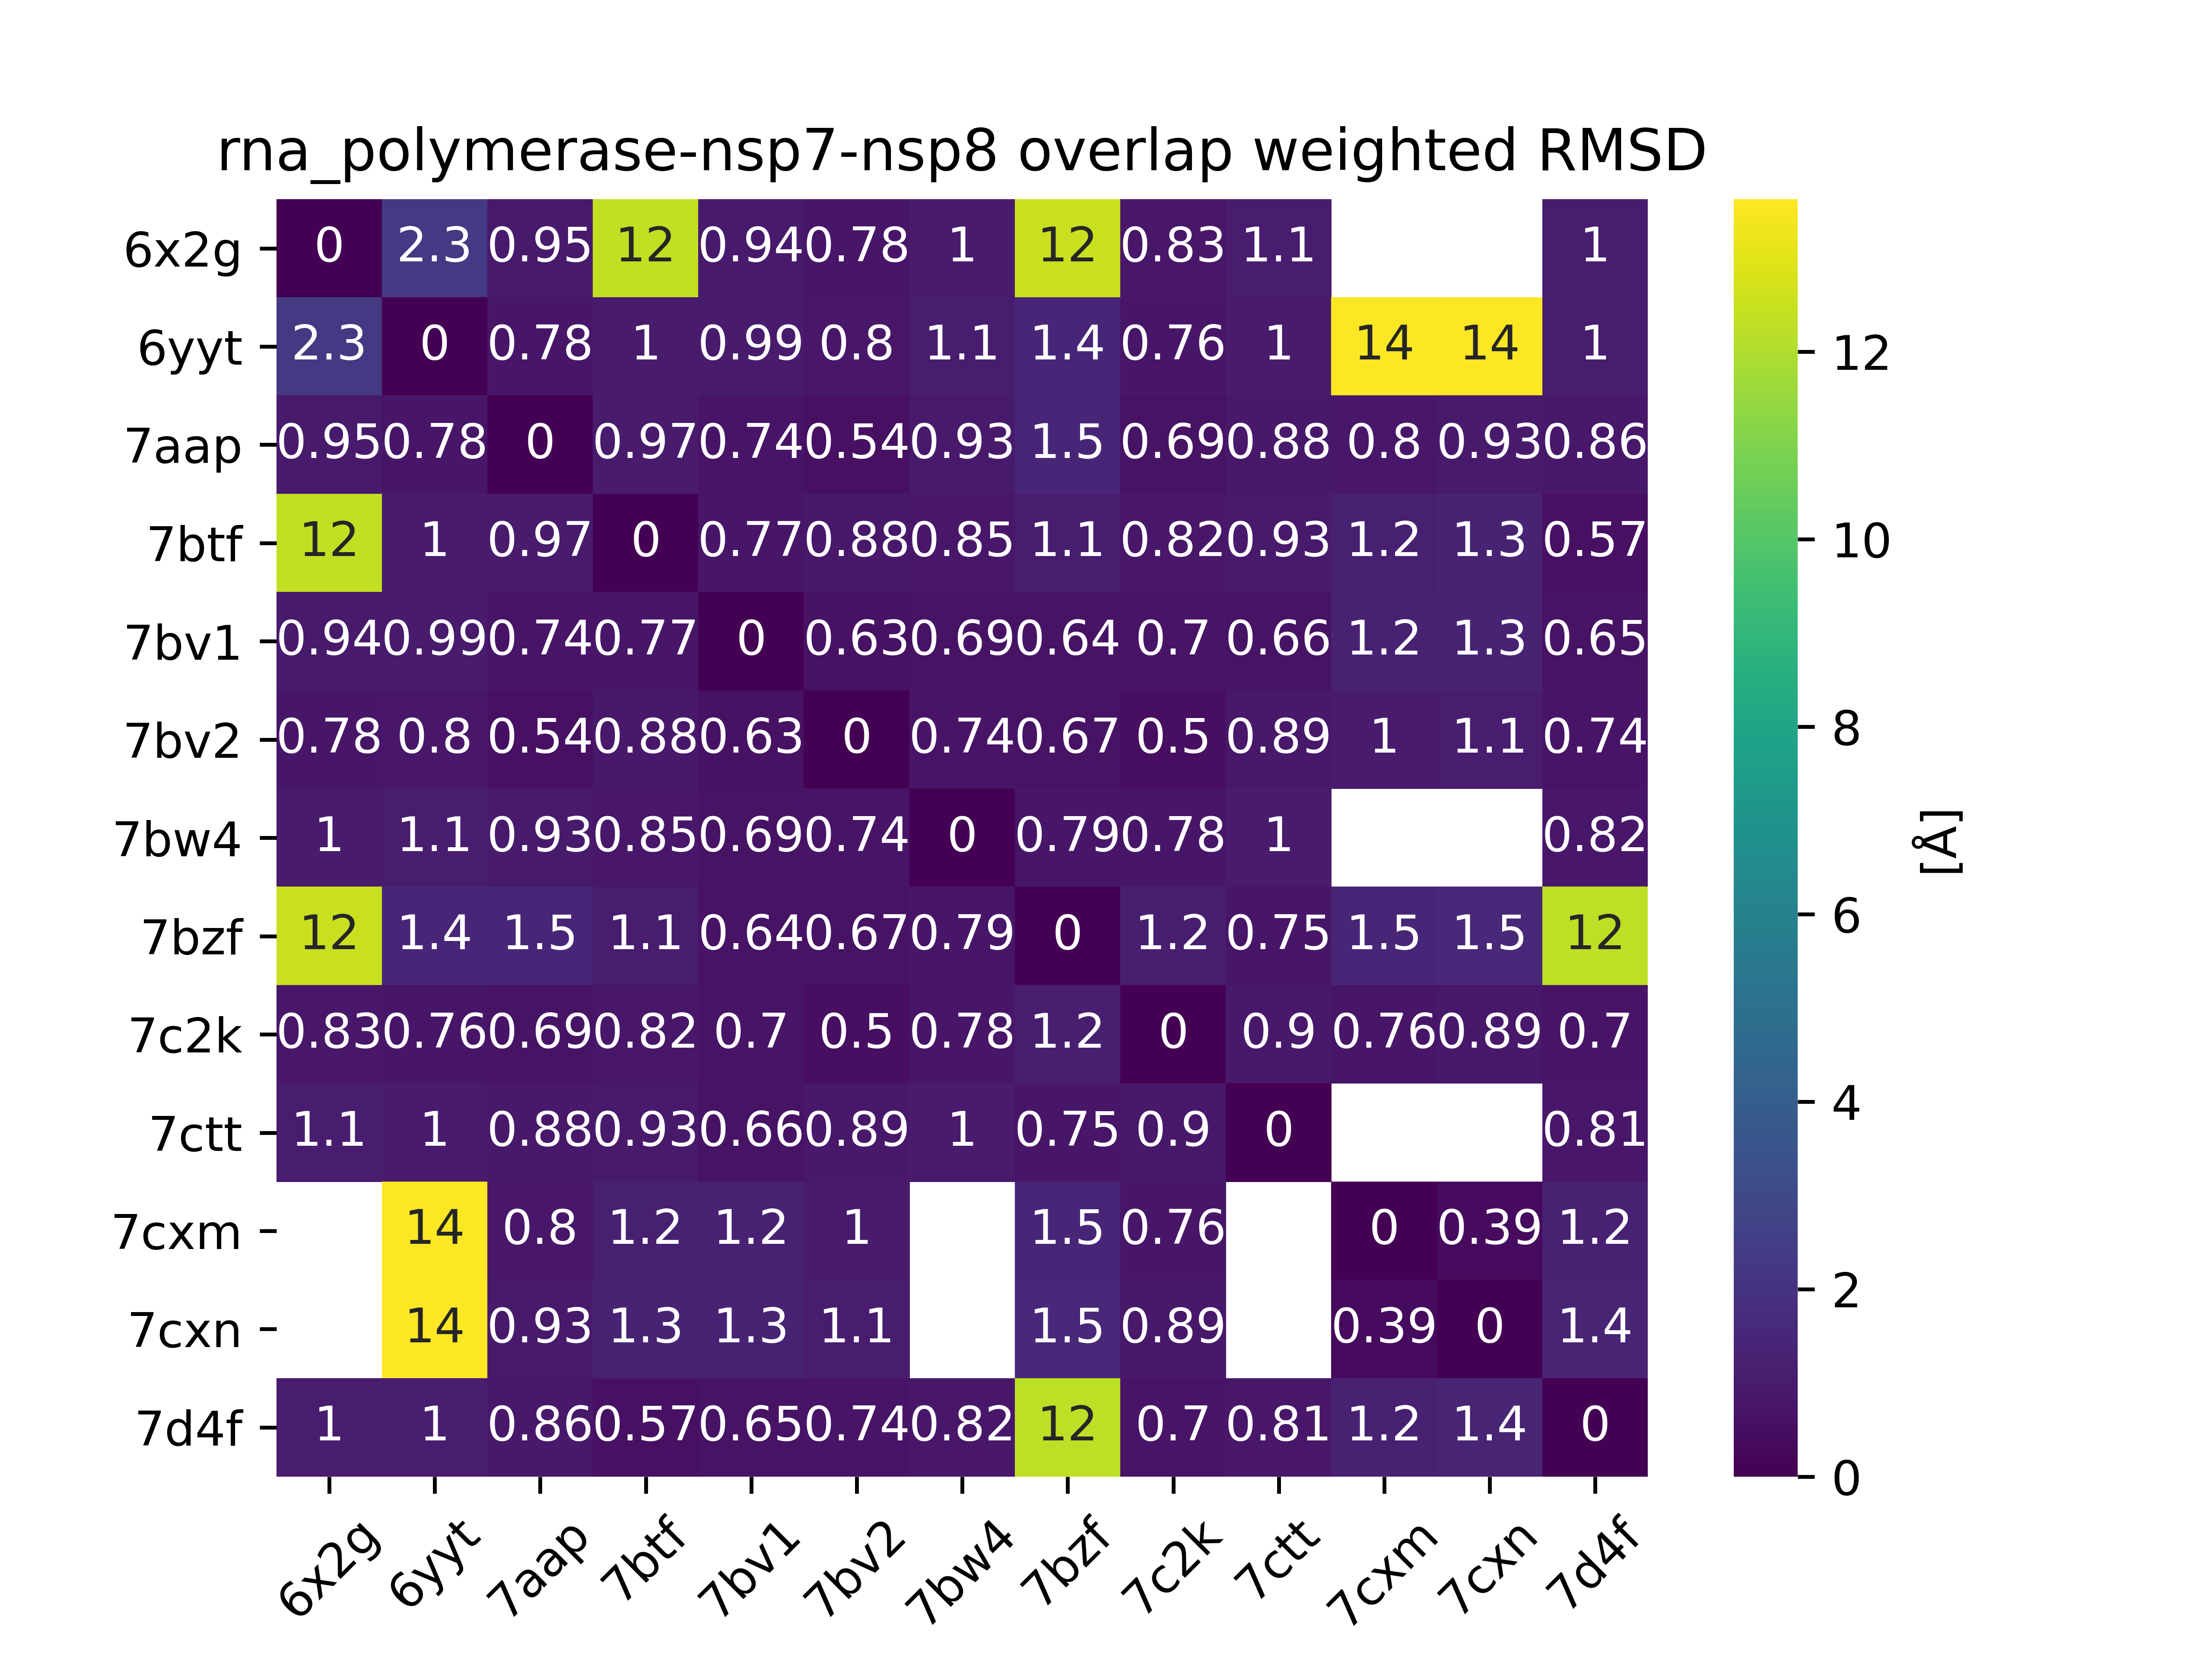 rna_polymerase-nsp7-nsp8 overlap weighted RMSD
6x2g 0 2.3 0.95 12 0.94 0.78 1 12 0.83 1.1 1
6yyt 2.3 0 0.78 1 0.99 0.8 1.1 1.4 0.76 1 14 14 1
7aap 0.95 0.78 0 0.97 0.74 0.54 0.93 1.5 0.69 0.88 0.8 0.93 0.86
7btf 12 1 0.97 0 0.77 0.88 0.85 1.1 0.82 0.93 1.2 1.3 0.57
7bv1 0.94 0.99 0.74 0.77 0 0.63 0.69 0.64 0.7 0.66 1.2 1.3 0.65
7bv2 0.78 0.8 0.54 0.88 0.63 0 0.74 0.67 0.5 0.89 1 1.1 0.74
7bw4 1 1.1 0.93 0.85 0.69 0.74 0 0.79 0.78 1 0.82
7bzf 12 1.4 1.5 1.1 0.64 0.67 0.79 0 1.2 0.75 1.5 1.5 12
7c2k 0.83 0.76 0.69 0.82 0.7 0.5 0.78 1.2 0 0.9 0.76 0.89 0.7
7ctt 1.1 1 0.88 0.93 0.66 0.89 1 0.75 0.9 0 0.81
7cxm 14 0.8 1.2 1.2 1 1.5 0.76 0 0.39 1.2
7cxn 14 0.93 1.3 1.3 1.1 1.5 0.89 0.39 0 1.4
7d4f 1 1 0.86 0.57 0.65 0.74 0.82 12 0.7 0.81 1.2 1.4 0
6x2g 6yyt 7aap 7btf 7bv1 7bv2 7bw4 7bzf 7c2k 7ctt 7cxm 7cxn 7d4f
12
10
8
6
4
2
0
[Å]